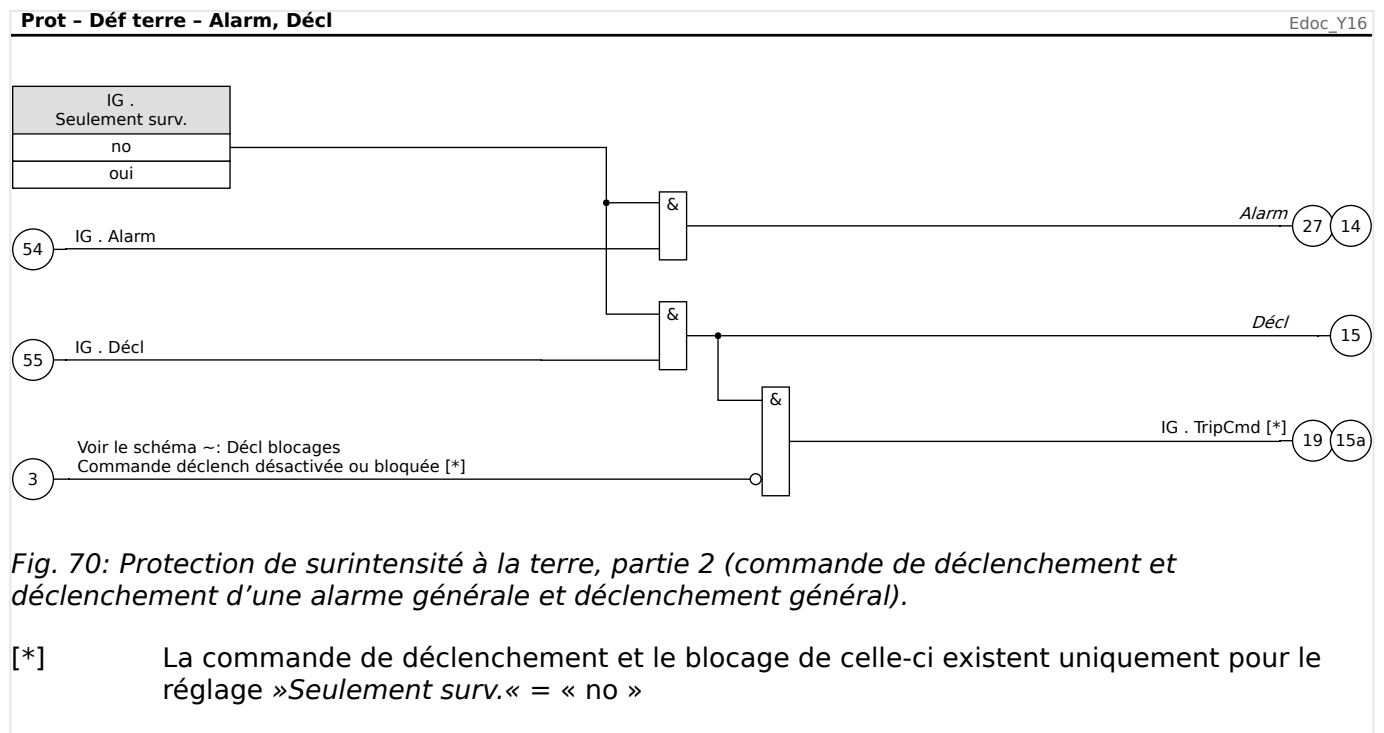 Prot – Déf terre – Alarm, Décl
Edoc_Y16
IG .
Seulement surv.
no
oui
&
Alarm
27
14
54
IG . Alarm
&
Décl
15
55
IG . Décl
&
IG . TripCmd [*]
19
15a
Voir le schéma ~: Décl blocages
Commande déclench désactivée ou bloquée [*]
3
Fig. 70: Protection de surintensité à la terre, partie 2 (commande de déclenchement et
déclenchement d’une alarme générale et déclenchement général).
[*] La commande de déclenchement et le blocage de celle-ci existent uniquement pour le
réglage »Seulement surv.« = « no »